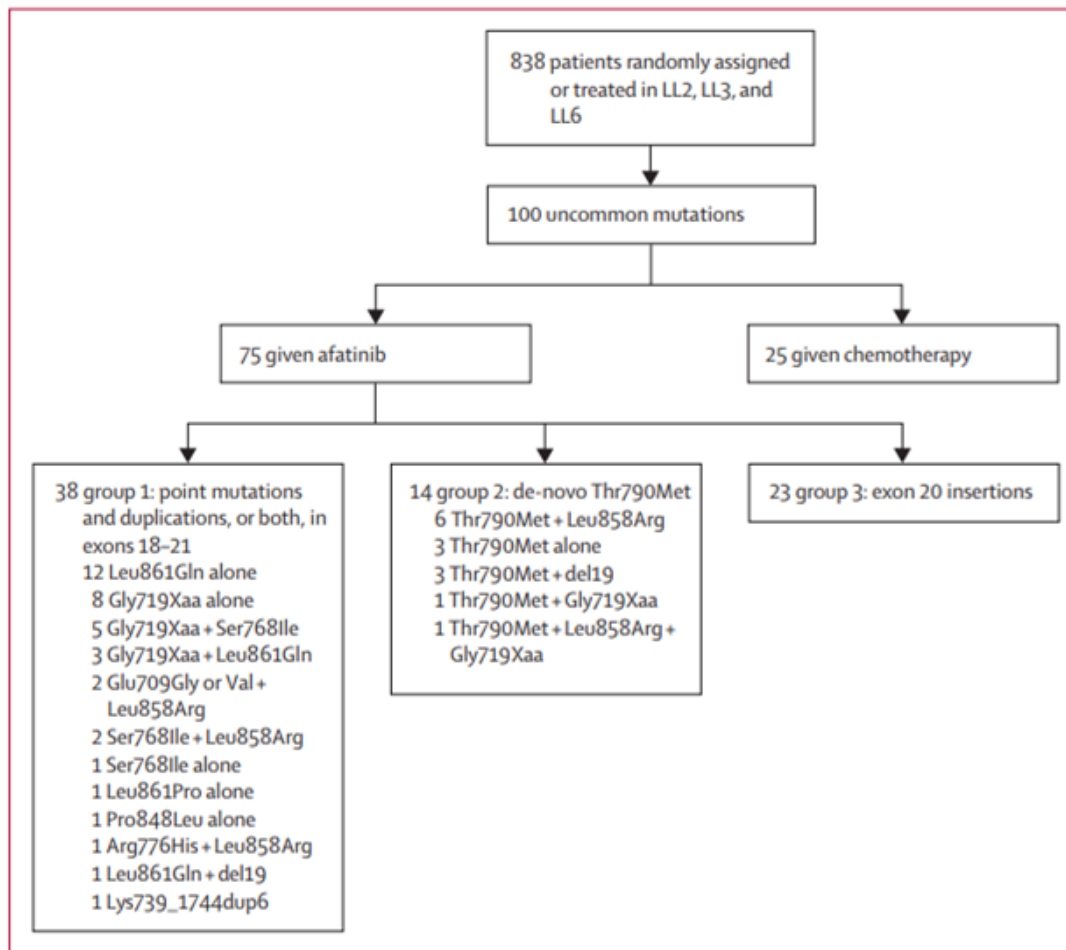 838 patients randomly assigned
or treated in LL2, LL3, and
LL6
100 uncommon mutations
75 given afatinib
25 given chemotherapy
38 group 1: point mutations
and duplications, or both, in
exons 18–21
12 Leu861Gln alone
8 Gly719Xaa alone
5 Gly719Xaa + Ser768Ile
3 Gly719Xaa + Leu861Gln
2 Glu709Gly or Val +
Leu858Arg
2 Ser768Ile + Leu858Arg
1 Ser768Ile alone
1 Leu861Pro alone
1 Pro848Leu alone
1 Arg776His + Leu858Arg
1 Leu861Gln + del19
1 Lys739_1744dup6
14 group 2: de-novo Thr790Met
6 Thr790Met + Leu858Arg
3 Thr790Met alone
3 Thr790Met + del19
1 Thr790Met + Gly719Xaa
1 Thr790Met + Leu858Arg +
Gly719Xaa
23 group 3: exon 20 insertions